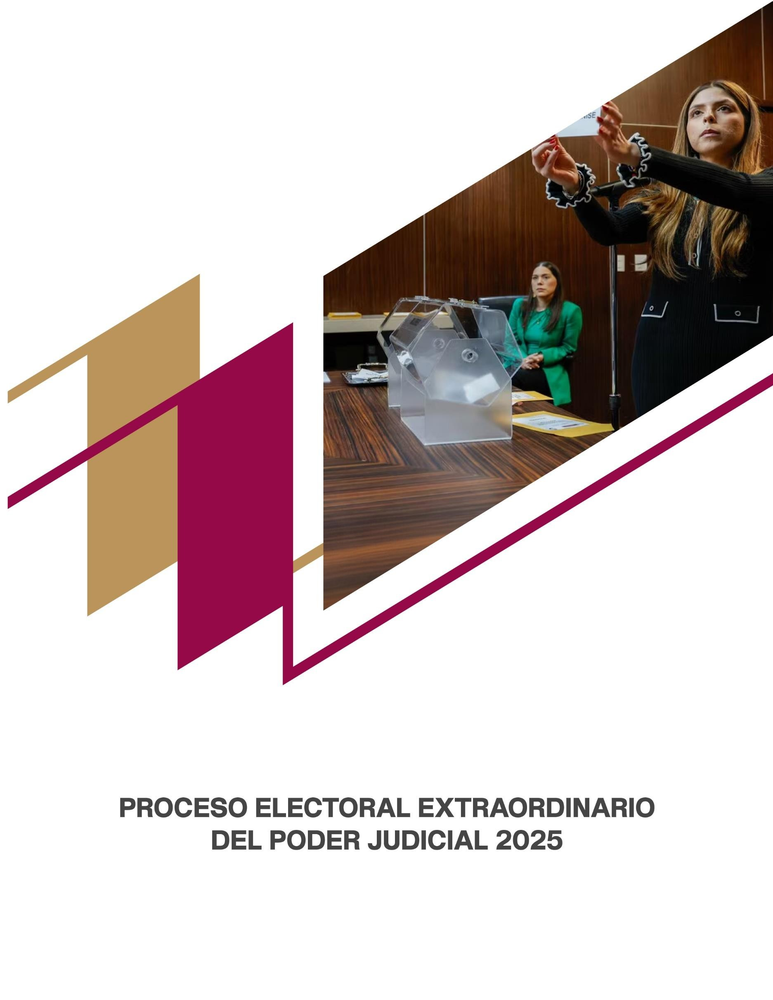 PROCESO ELECTORAL EXTRAORDINARIO
DEL PODER JUDICIAL 2025